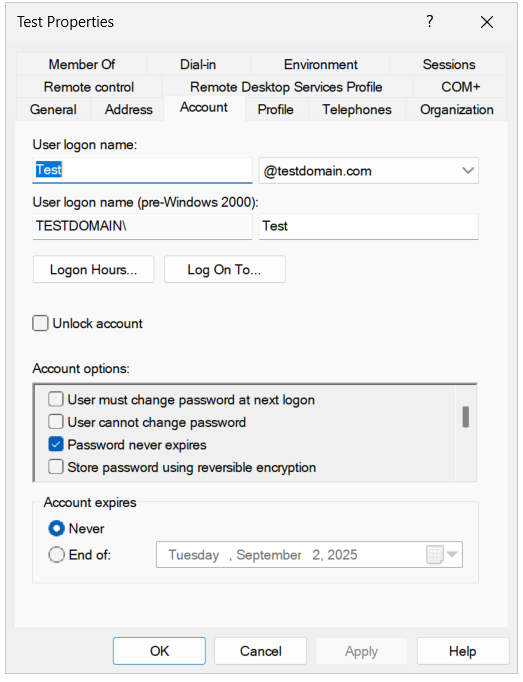 Test Properties ?
Member Of Dial-in Environment Sessions
Remote control Remote Desktop Services Profile COM+
General Address Account Profile Telephones Organization
User logon name:
Test @testdomain.com
User logon name (pre-Windows 2000):
TESTDOMAIN\ Test
Logon Hours... Log On To...
Unlock account
Account options:
User must change password at next logon
User cannot change password
Password never expires
Store password using reversible encryption
Account expires
Never
End of: Tuesday , September 2, 2025
OK Cancel Apply Help